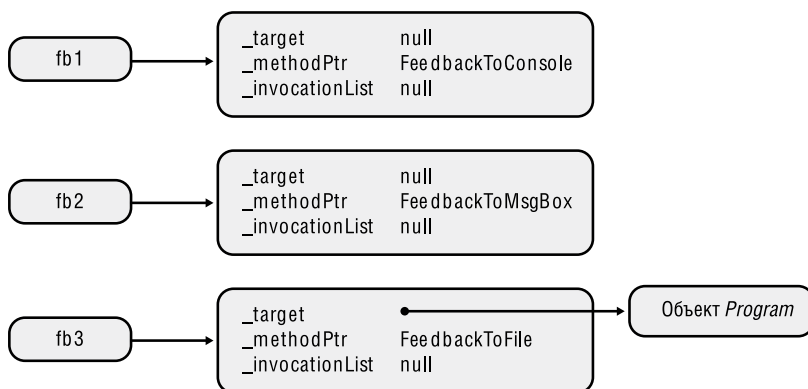 fb1
_target null
_methodPtr FeedbackToConsole
_invocationList null
fb2
_target null
_methodPtr FeedbackToMsgBox
_invocationList null
fb3
_target
_methodPtr FeedbackToFile
_invocationList null
Объект Program